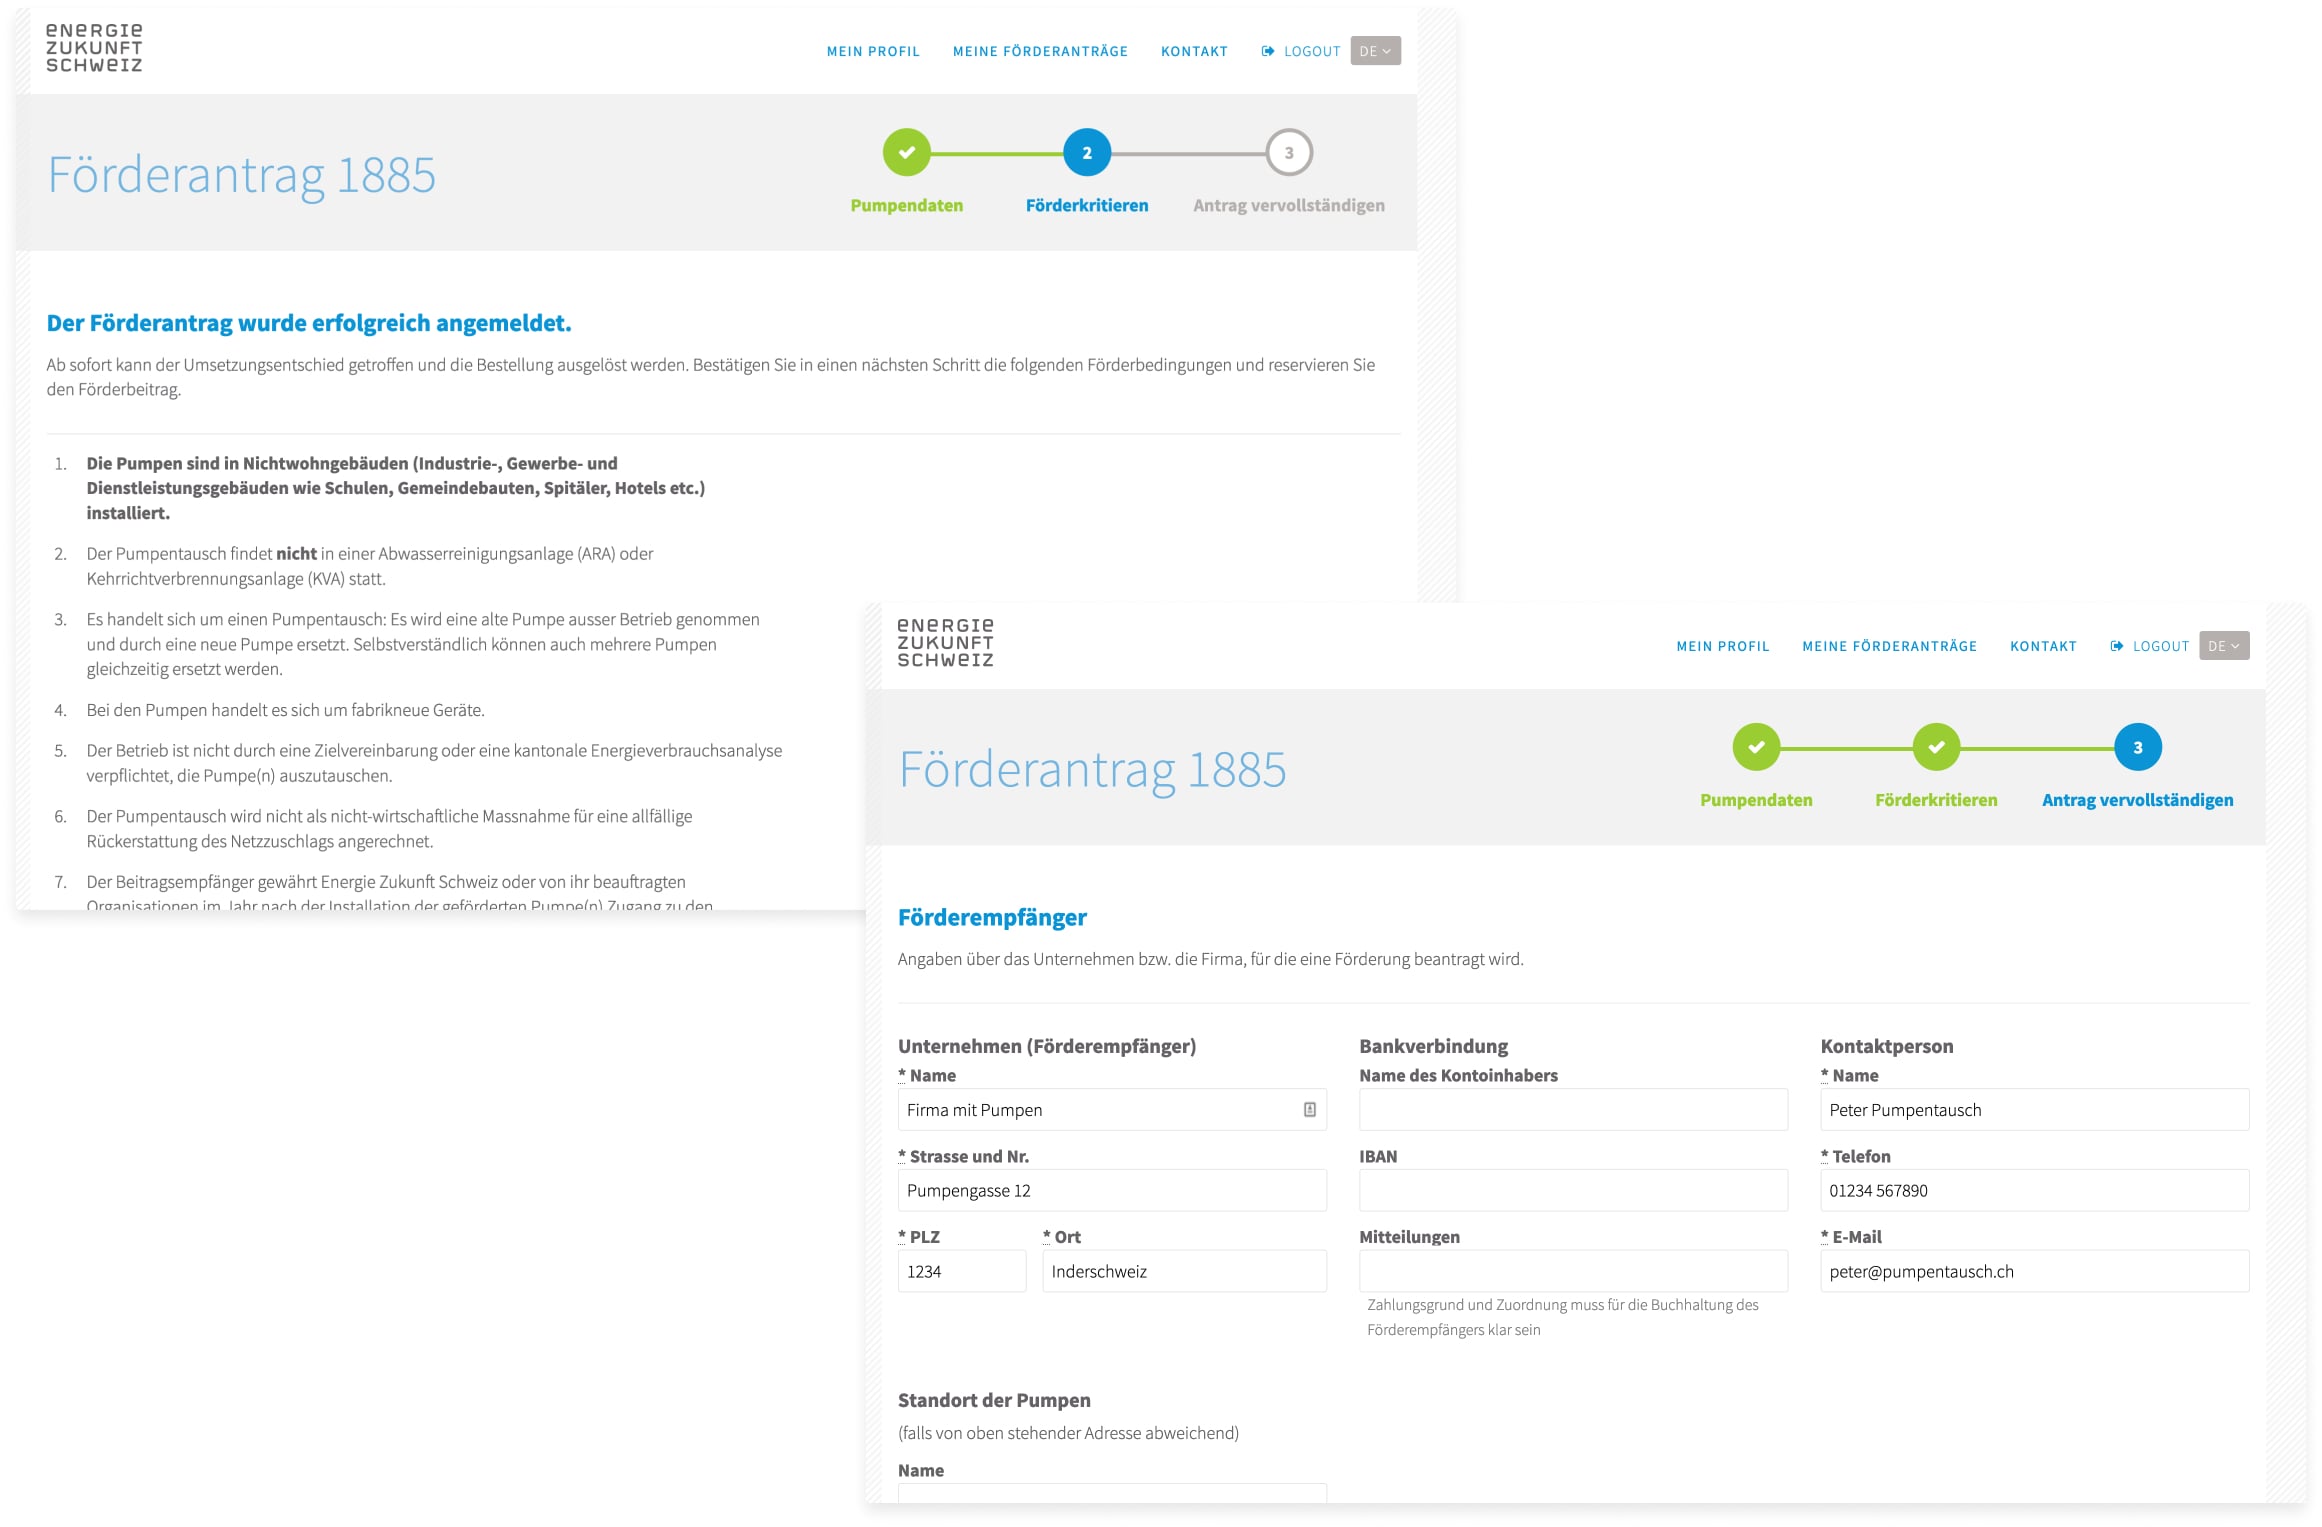 ENERGIE
ZUKUNFT
SCHWEIZ
MEIN PROFIL MEINE FÖRDERANTRÄGE KONTAKT LOGOUT DE
Förderantrag 1885
2 3
Pumpendaten Förderkritieren Antrag vervollständigen
Der Förderantrag wurde erfolgreich angemeldet.
Ab sofort kann der Umsetzungsentschied getroffen und die Bestellung ausgelöst werden. Bestätigen Sie in einen nächsten Schritt die folgenden Förderbedingungen und reservieren Sie
den Förderbeitrag.
1. Die Pumpen sind in Nichtwohngebäuden (Industrie-, Gewerbe- und
Dienstleistungsgebäuden wie Schulen, Gemeindebauten, Spitäler, Hotels etc.)
installiert.
2. Der Pumpentausch findet nicht in einer Abwasserreinigungsanlage (ARA) oder
Kehrrichtverbrennungsanlage (KVA) statt.
3. Es handelt sich um einen Pumpentausch: Es wird eine alte Pumpe ausser Betrieb genommen
und durch eine neue Pumpe ersetzt. Selbstverständlich können auch mehrere Pumpen
gleichzeitig ersetzt werden.
4. Bei den Pumpen handelt es sich um fabrikneue Geräte.
5. Der Betrieb ist nicht durch eine Zielvereinbarung oder eine kantonale Energieverbrauchsanalyse
verpflichtet, die Pumpe(n) auszutauschen.
6. Der Pumpentausch wird nicht als nicht-wirtschaftliche Massnahme für eine allfällige
Rückerstattung des Netzzuschlags angerechnet.
7. Der Beitragsempfänger gewährt Energie Zukunft Schweiz oder von ihr beauftragten
Organisationen im Jahr nach der Installation der geförderten Pumpe(n) Zugang zu den
ENERGIE
ZUKUNFT
SCHWEIZ
MEIN PROFIL MEINE FÖRDERANTRÄGE KONTAKT LOGOUT DE
Förderantrag 1885
3
Pumpendaten Förderkritieren Antrag vervollständigen
Förderempfänger
Angaben über das Unternehmen bzw. die Firma, für die eine Förderung beantragt wird.
Unternehmen (Förderempfänger)
* Name
Firma mit Pumpen
* Strasse und Nr.
Pumpengasse 12
* PLZ * Ort
1234 Inderschweiz
Bankverbindung
Name des Kontoinhabers
IBAN
Mitteilungen
Zahlungsgrund und Zuordnung muss für die Buchhaltung des
Förderempfängers klar sein
Kontaktperson
* Name
Peter Pumpentausch
* Telefon
01234 567890
* E-Mail
peter@pumpentausch.ch
Standort der Pumpen
(falls von oben stehender Adresse abweichend)
Name